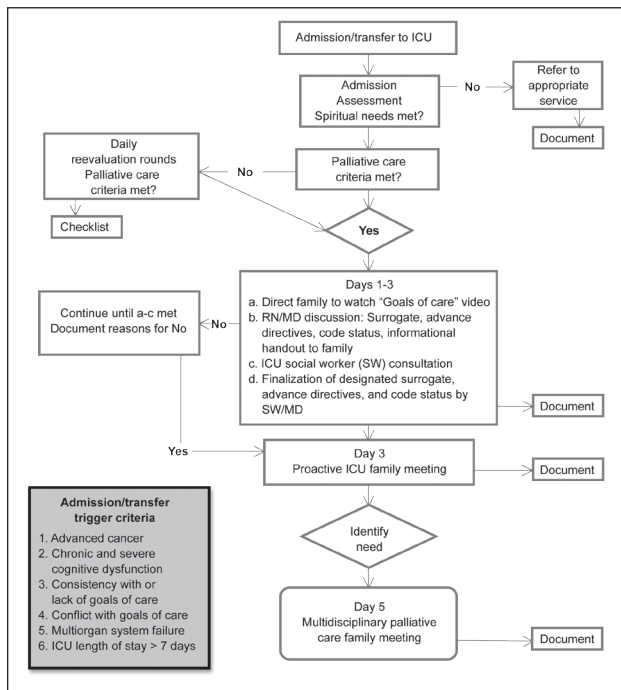 Admission/transfer to ICU
Admission
Assessment
Spiritual needs met?
No
Refer to
appropriate
service
Document
Daily
reevaluation rounds
Palliative care
criteria met?
No
Palliative care
criteria met?
Checklist
Yes
Days 1-3
a. Direct family to watch “Goals of care” video
b. RN/MD discussion: Surrogate, advance
directives, code status, informational
handout to family
c. ICU social worker (SW) consultation
d. Finalization of designated surrogate,
advance directives, and code status by
SW/MD
Continue until a-c met
Document reasons for No
No
Document
Yes
Day 3
Proactive ICU family meeting
Document
Admission/transfer
trigger criteria
1. Advanced cancer
2. Chronic and severe
cognitive dysfunction
3. Consistency with or
lack of goals of care
4. Conflict with goals of care
5. Multiorgan system failure
6. ICU length of stay > 7 days
Identify
need
Day 5
Multidisciplinary palliative
care family meeting
Document